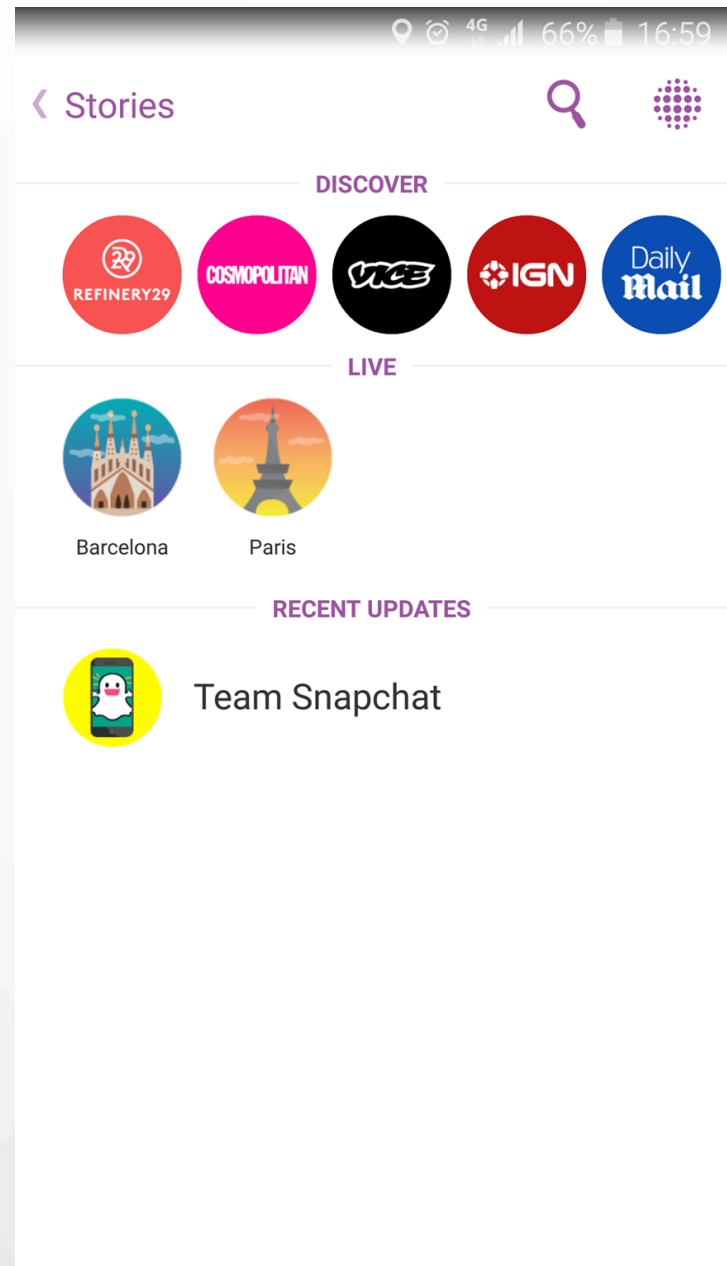 4G 66% 16:59
Stories
DISCOVER
R29
REFINERY29
COSMOPOLITAN
VICE
IGN
Daily
Mail
LIVE
Barcelona
Paris
RECENT UPDATES
Team Snapchat